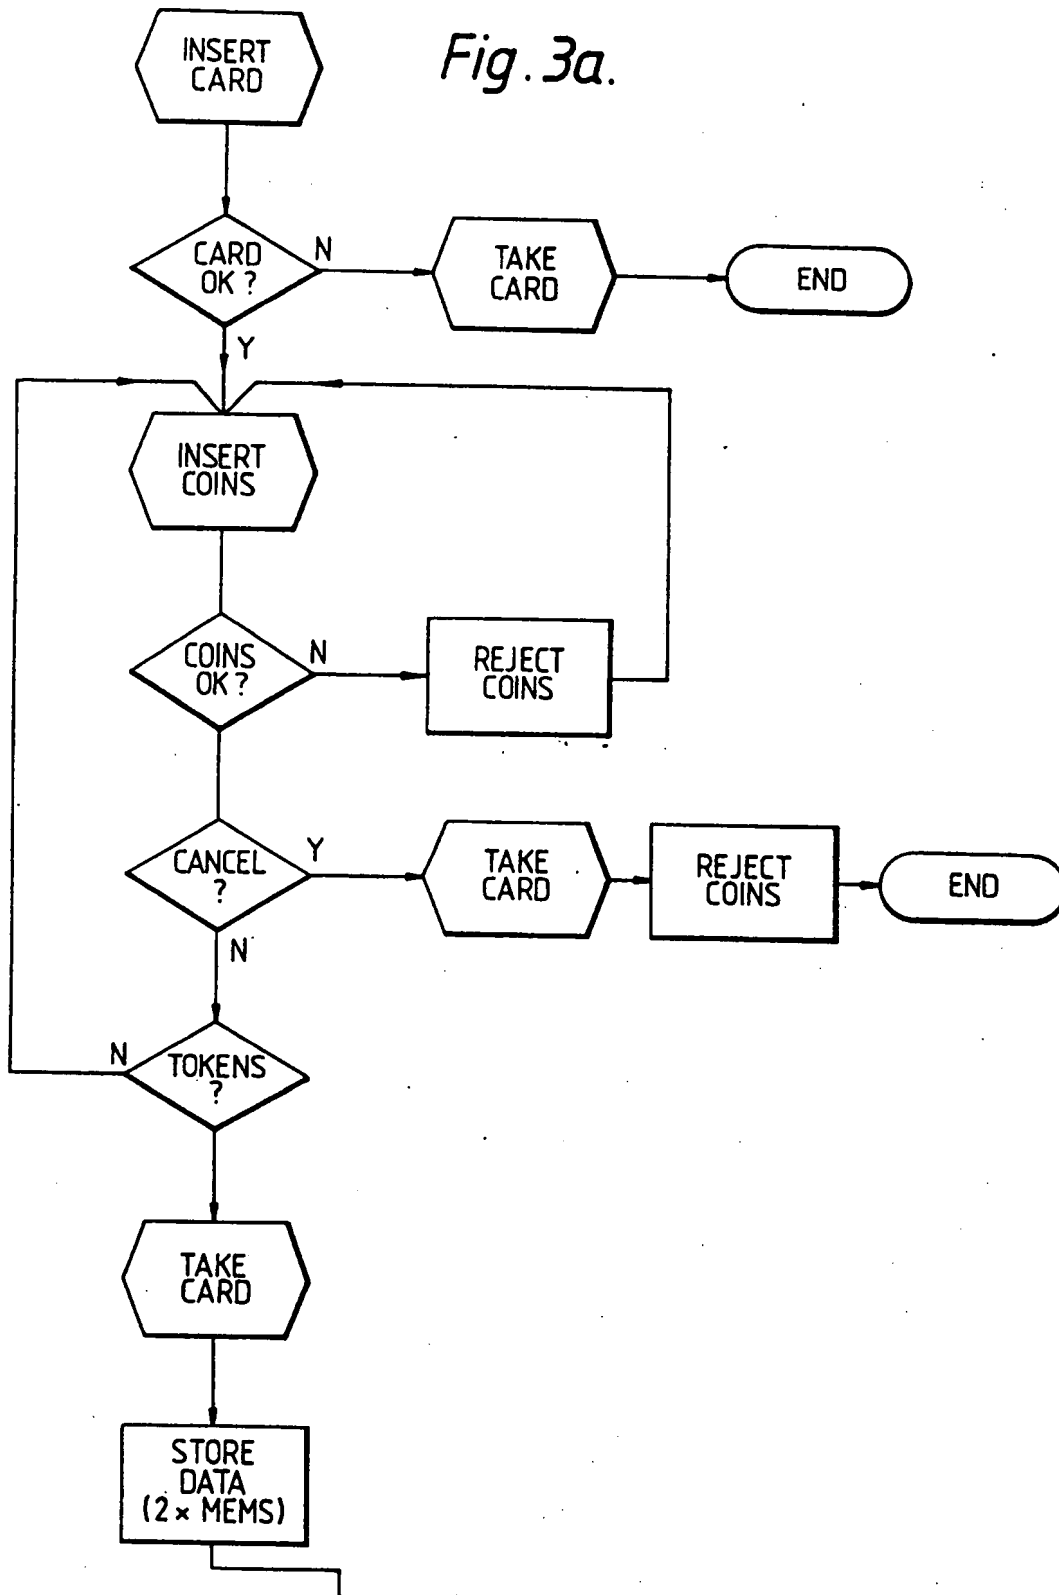 Fig. 3a.
INSERT
CARD
CARD
OK ?
N
TAKE
CARD
END
Y
INSERT
COINS
COINS
OK ?
N
REJECT
COINS
CANCEL
?
Y
TAKE
CARD
REJECT
COINS
END
N
N
TOKENS
?
TAKE
CARD
STORE
DATA
(2 × MEMS)